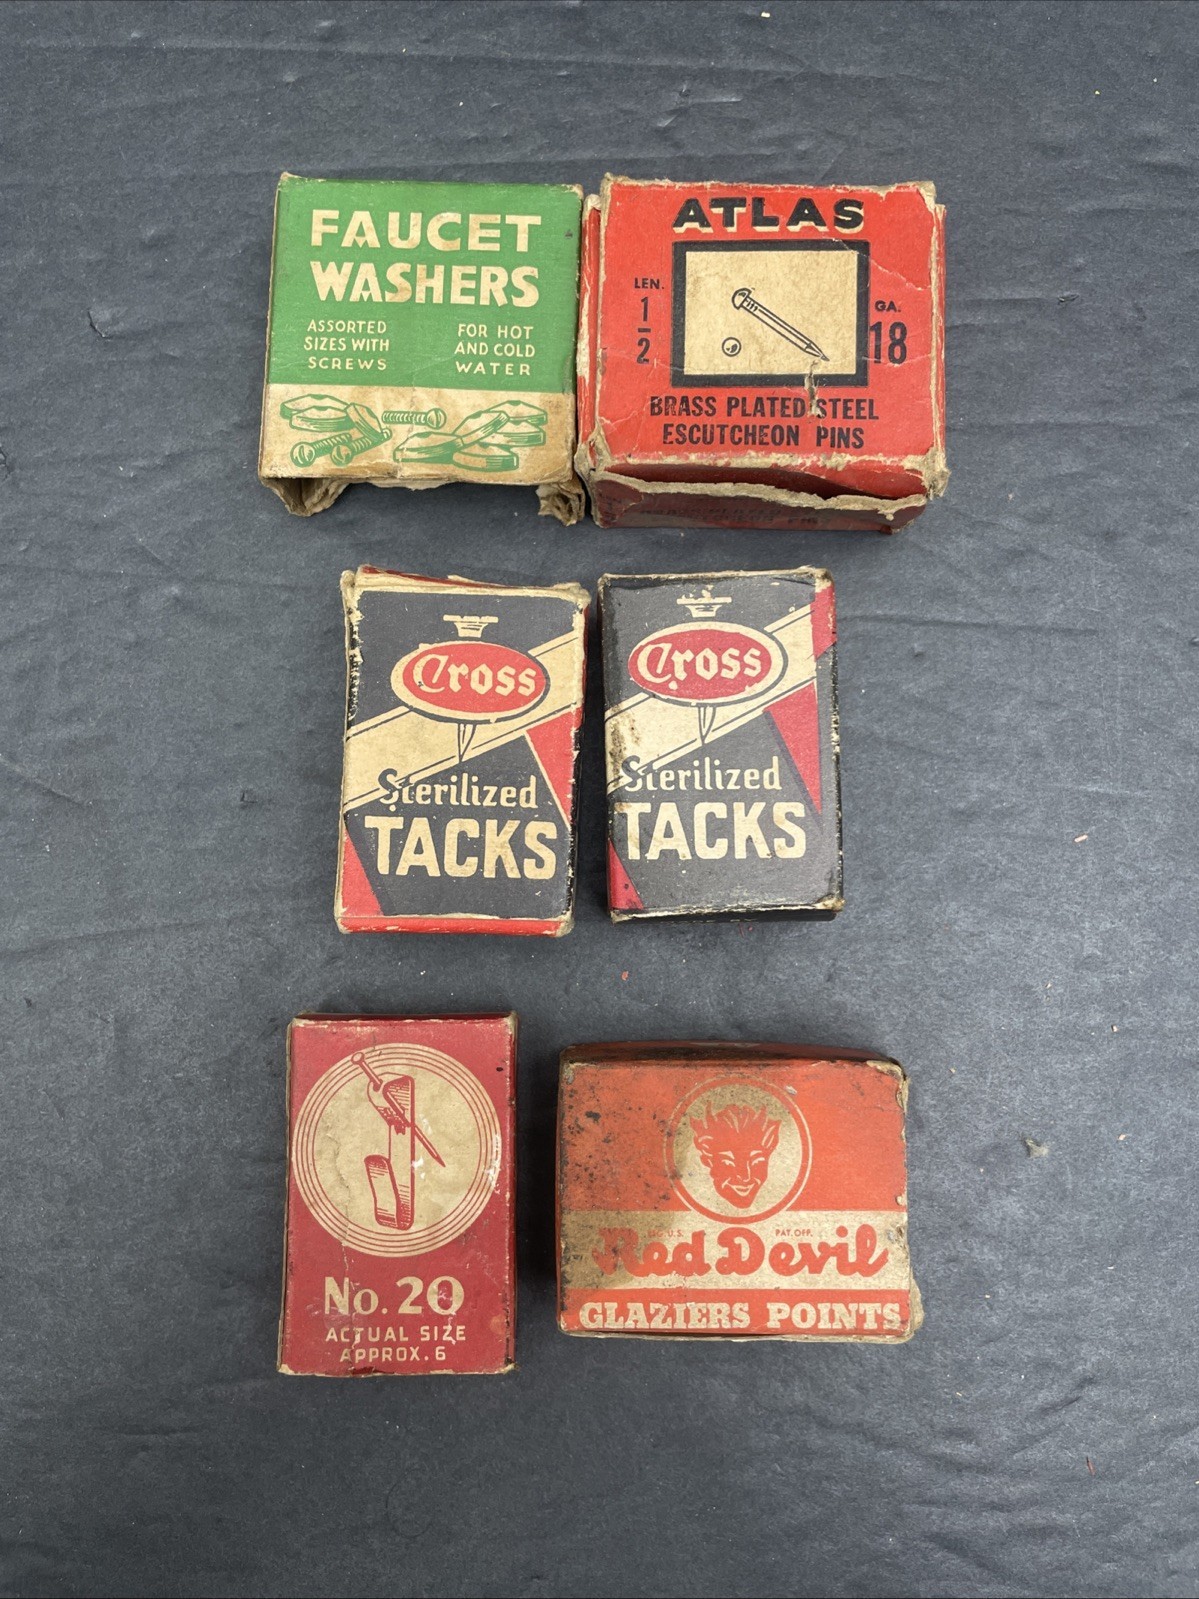 FAUCET
WASHERS
ASSORTED
SIZES WITH
SCREWS
FOR HOT
AND COLD
WATER
ATLAS
LEN.
1
2
GA.
18
BRASS PLATED STEEL
ESCUTCHEON PINS
Cross
Sterilized
TACKS
Cross
Sterilized
TACKS
No. 20
ACTUAL SIZE
APPROX. 6
U.S. PAT. OFF.
Red Devil
GLAZIERS POINTS